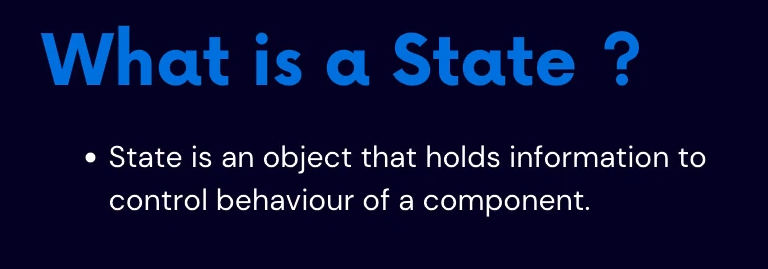 What is a State ?
• State is an object that holds information to
control behaviour of a component.